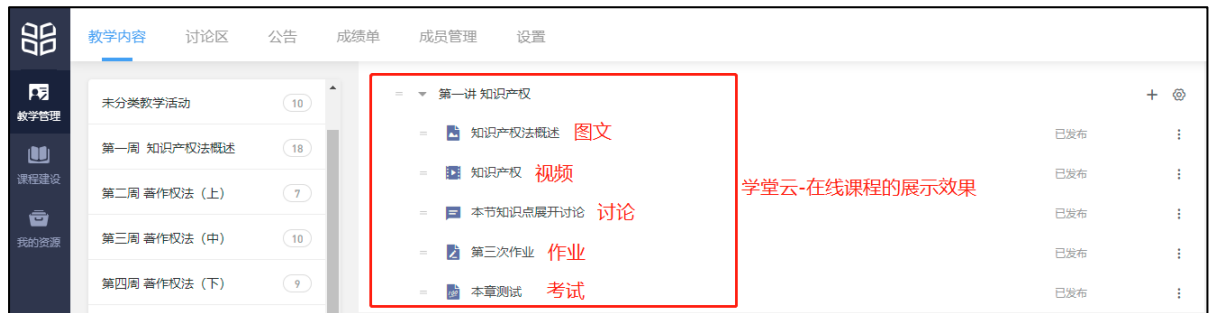 教学内容 讨论区 公告 成绩单 成员管理 设置
教学管理
课程建设
我的资源
未分类教学活动 10
第一周 知识产权法概述 18
第二周 著作权法（上） 7
第三周 著作权法（中） 10
第四周 著作权法（下） 9
第一讲 知识产权
知识产权法概述 图文 已发布
知识产权 视频 已发布
本节知识点展开讨论 讨论 已发布
第三次作业 作业 已发布
本章测试 考试 已发布
学堂云-在线课程的展示效果